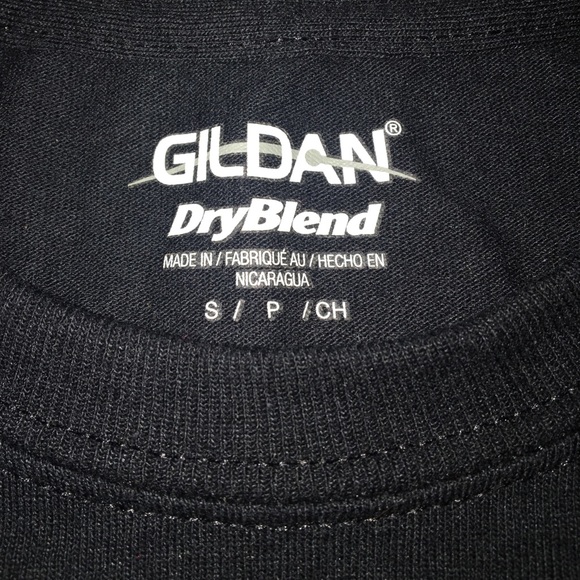 GILDAN®
DryBlend
MADE IN / FABRIQUÉ AU / HECHO EN
NICARAGUA
S / P / CH